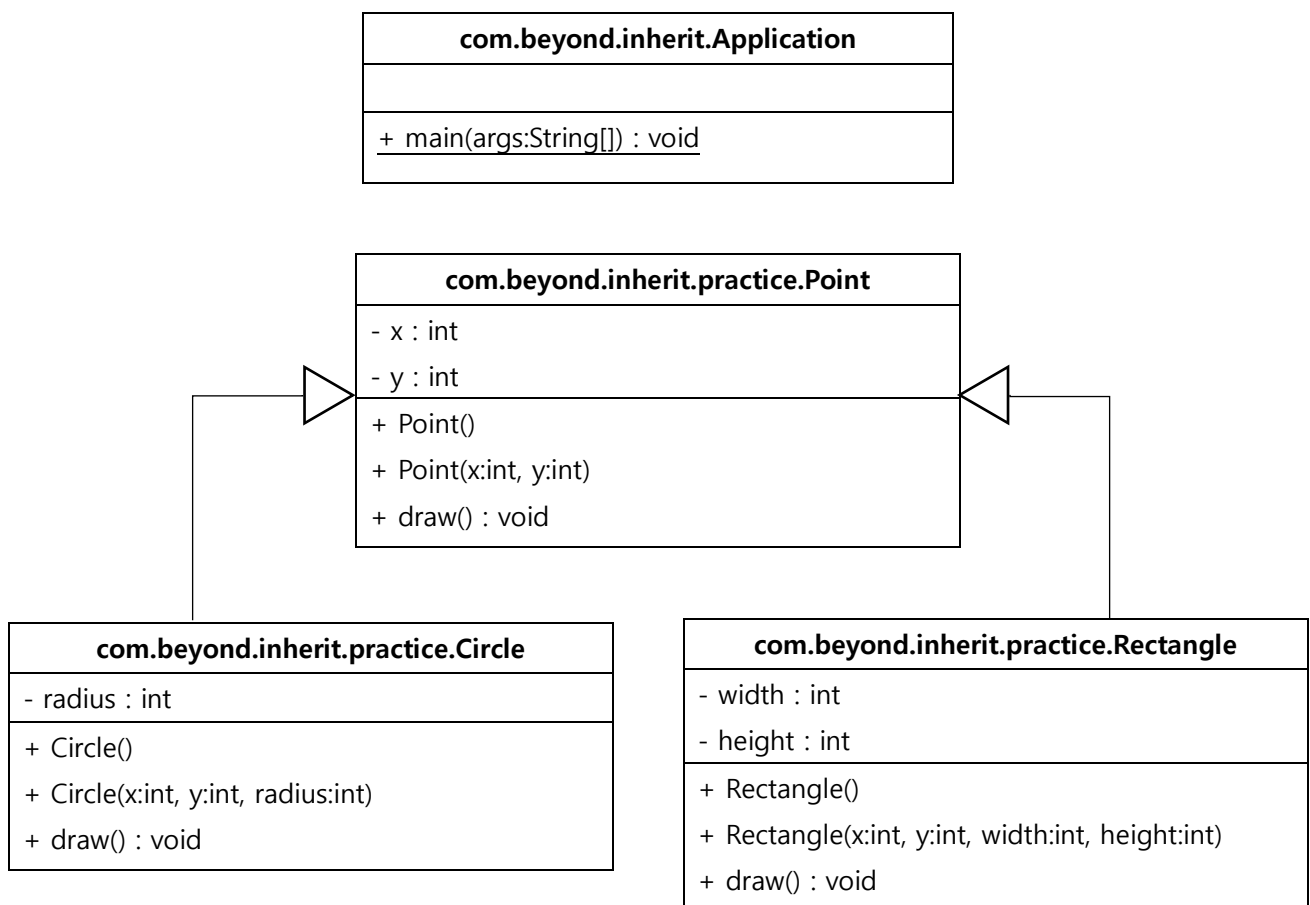 com.beyond.inherit.Application
+ main(args:String[]) : void
com.beyond.inherit.practice.Point
- x : int
- y : int
+ Point()
+ Point(x:int, y:int)
+ draw() : void
com.beyond.inherit.practice.Circle
- radius : int
+ Circle()
+ Circle(x:int, y:int, radius:int)
+ draw() : void
com.beyond.inherit.practice.Rectangle
- width : int
- height : int
+ Rectangle()
+ Rectangle(x:int, y:int, width:int, height:int)
+ draw() : void